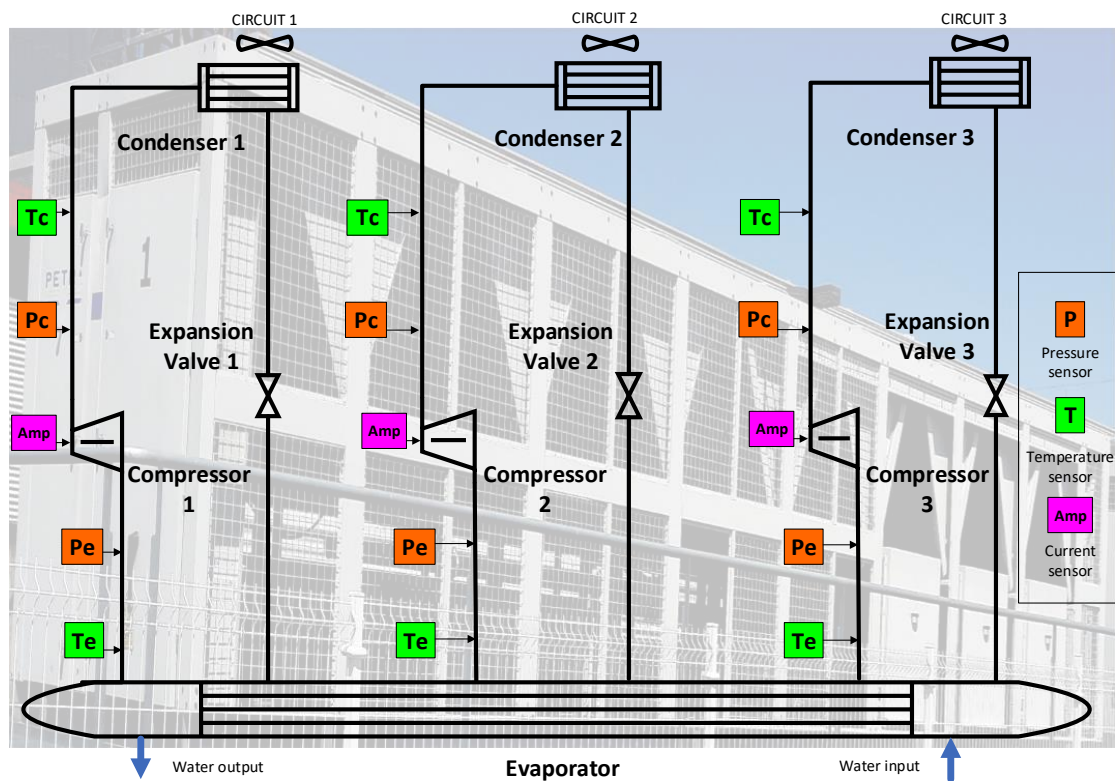 CIRCUIT 1
CIRCUIT 2
CIRCUIT 3
Condenser 1
Condenser 2
Condenser 3
Tc
Tc
Tc
1
Pc
Pc
Pc
Expansion
Valve 1
Expansion
Valve 2
Expansion
Valve 3
P
Pressure
sensor
T
Temperature
sensor
Amp
Current
sensor
Amp
Amp
Amp
Compressor
1
Compressor
2
Compressor
3
Pe
Pe
Pe
Te
Te
Te
Water output
Evaporator
Water input